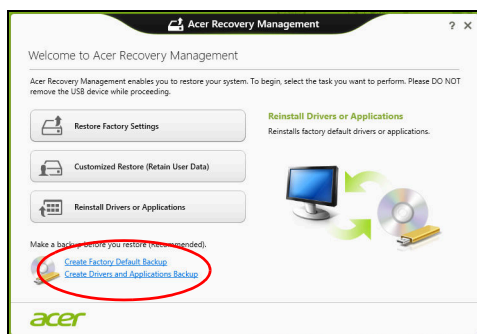 Acer Recovery Management
? ×
Welcome to Acer Recovery Management
Acer Recovery Management enables you to restore your system. To begin, select the task you want to perform. Please DO NOT
remove the USB device while proceeding.
Restore Factory Settings
Customized Restore (Retain User Data)
Reinstall Drivers or Applications
Reinstall Drivers or Applications
Reinstalls factory default drivers or applications.
Make a backup before you restore (Recommended).
Create Factory Default Backup
Create Drivers and Applications Backup
acer